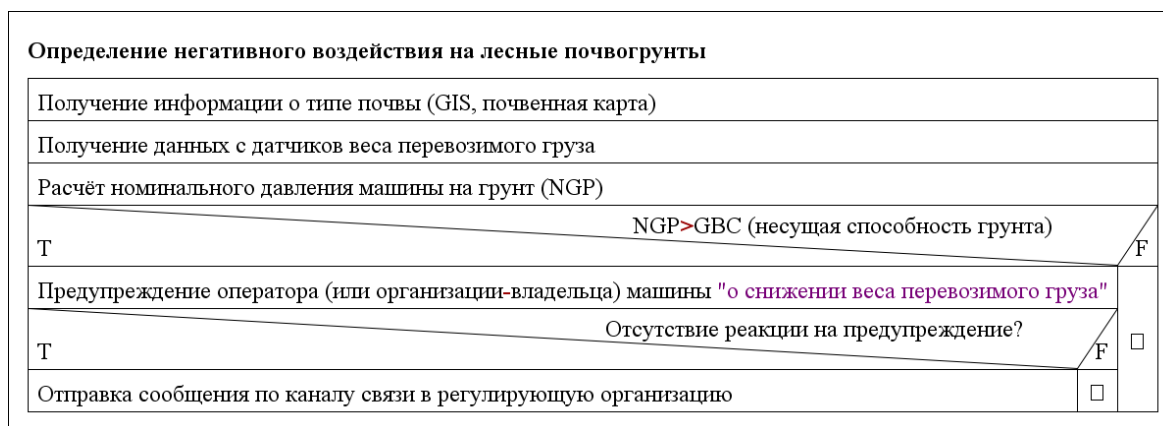 Определение негативного воздействия на лесные почвогрунты
Получение информации о типе почвы (GIS, почвенная карта)
Получение данных с датчиков веса перевозимого груза
Расчёт номинального давления машины на грунт (NGP)
NGP>GBC (несущая способность грунта)
T
F
Предупреждение оператора (или организации-владельца) машины "о снижении веса перевозимого груза"
Отсутствие реакции на предупреждение?
T
F
Отправка сообщения по каналу связи в регулирующую организацию